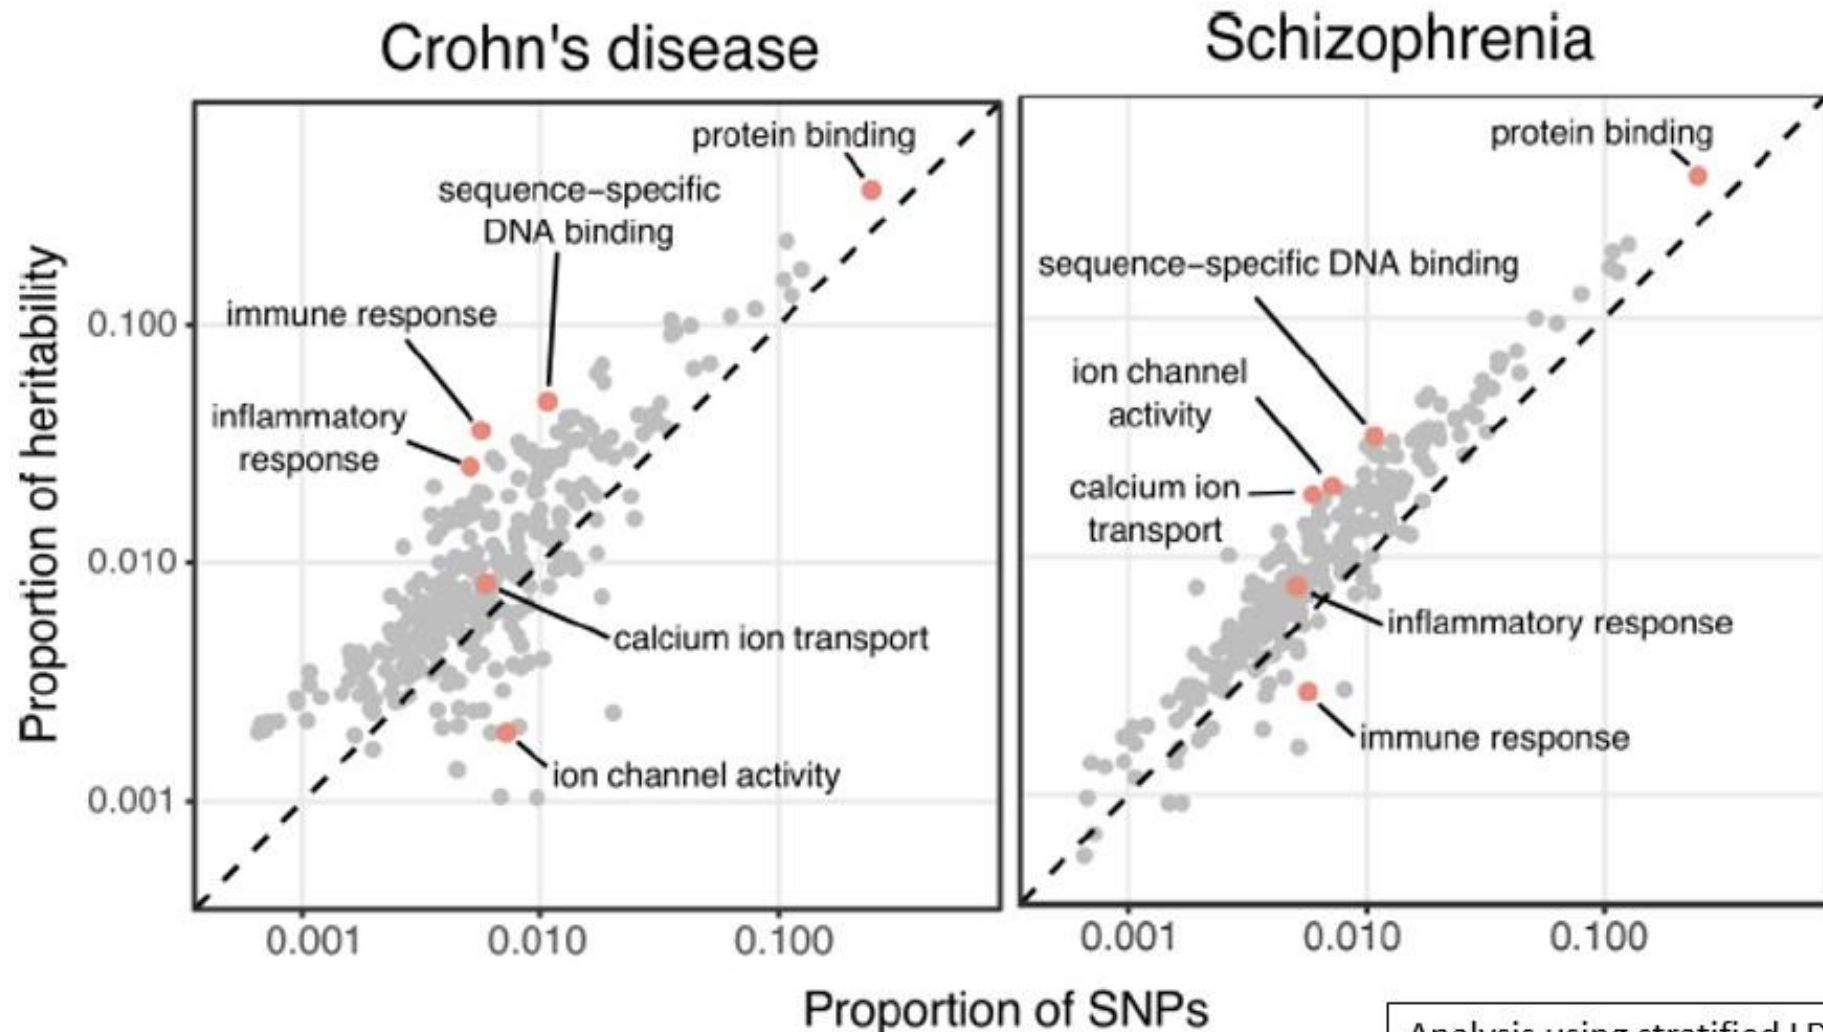 Crohn's disease
Schizophrenia
protein binding
sequence–specific
DNA binding
immune response
inflammatory
response
calcium ion transport
ion channel activity
protein binding
sequence–specific DNA binding
ion channel
activity
calcium ion
transport
inflammatory response
immune response
Proportion of heritability
0.100
0.010
0.001
0.001
0.010
0.100
0.001
0.010
0.100
Proportion of SNPs
Analysis using stratified